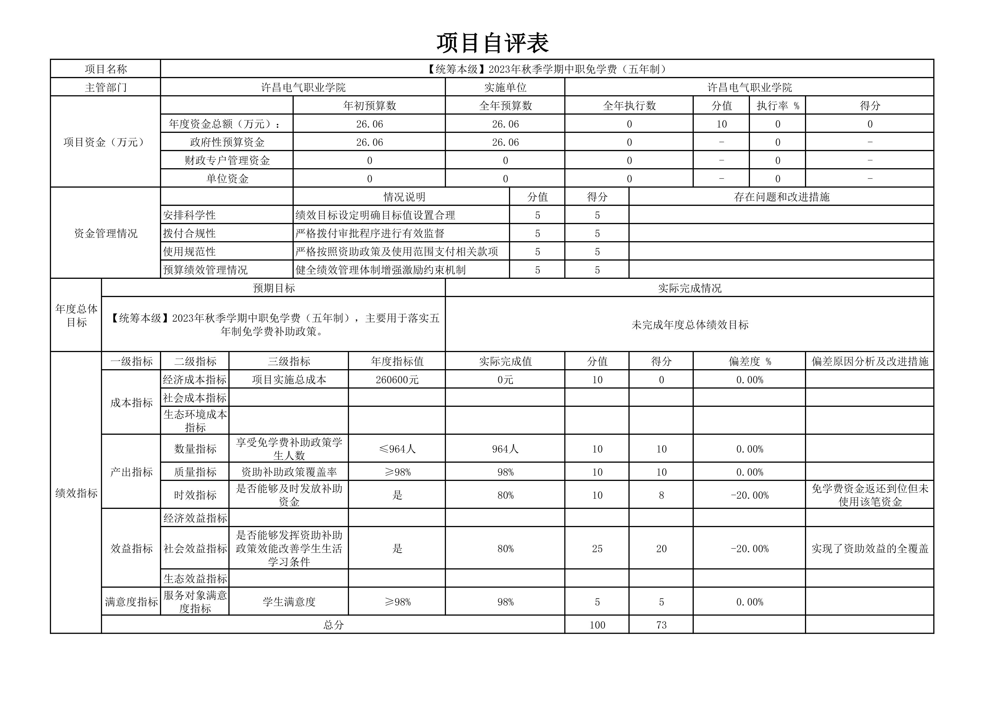 项目自评表
项目名称 【统筹本级】2023年秋季学期中职免学费（五年制）
主管部门 许昌电气职业学院 实施单位 许昌电气职业学院
项目资金（万元） 年初预算数 全年预算数 全年执行数 分值 执行率 % 得分
年度资金总额（万元）： 26.06 26.06 0 10 0 0
政府性预算资金 26.06 26.06 0 - 0 -
财政专户管理资金 0 0 0 - 0 -
单位资金 0 0 0 - 0 -
资金管理情况 情况说明 分值 得分 存在问题和改进措施
安排科学性 绩效目标设定明确目标值设置合理 5 5
拨付合规性 严格拨付审批程序进行有效监督 5 5
使用规范性 严格按照资助政策及使用范围支付相关款项 5 5
预算绩效管理情况 健全绩效管理体制增强激励约束机制 5 5
年度总体
目标
预期目标 实际完成情况
【统筹本级】2023年秋季学期中职免学费（五年制），主要用于落实五
年制免学费补助政策。
未完成年度总体绩效目标
绩效指标
一级指标 二级指标 三级指标 年度指标值 实际完成值 分值 得分 偏差度 % 偏差原因分析及改进措施
成本指标
经济成本指标 项目实施总成本 260600元 0元 10 0 0.00%
社会成本指标
生态环境成本
指标
产出指标
数量指标
享受免学费补助政策学
生人数
≤964人 964人 10 10 0.00%
质量指标 资助补助政策覆盖率 ≥98% 98% 10 10 0.00%
时效指标
是否能够及时发放补助
资金
是 80% 10 8 -20.00%
免学费资金返还到位但未
使用该笔资金
效益指标
经济效益指标
社会效益指标
是否能够发挥资助补助
政策效能改善学生生活
学习条件
是 80% 25 20 -20.00% 实现了资助效益的全覆盖
生态效益指标
满意度指标
服务对象满意
度指标
学生满意度 ≥98% 98% 5 5 0.00%
总分 100 73